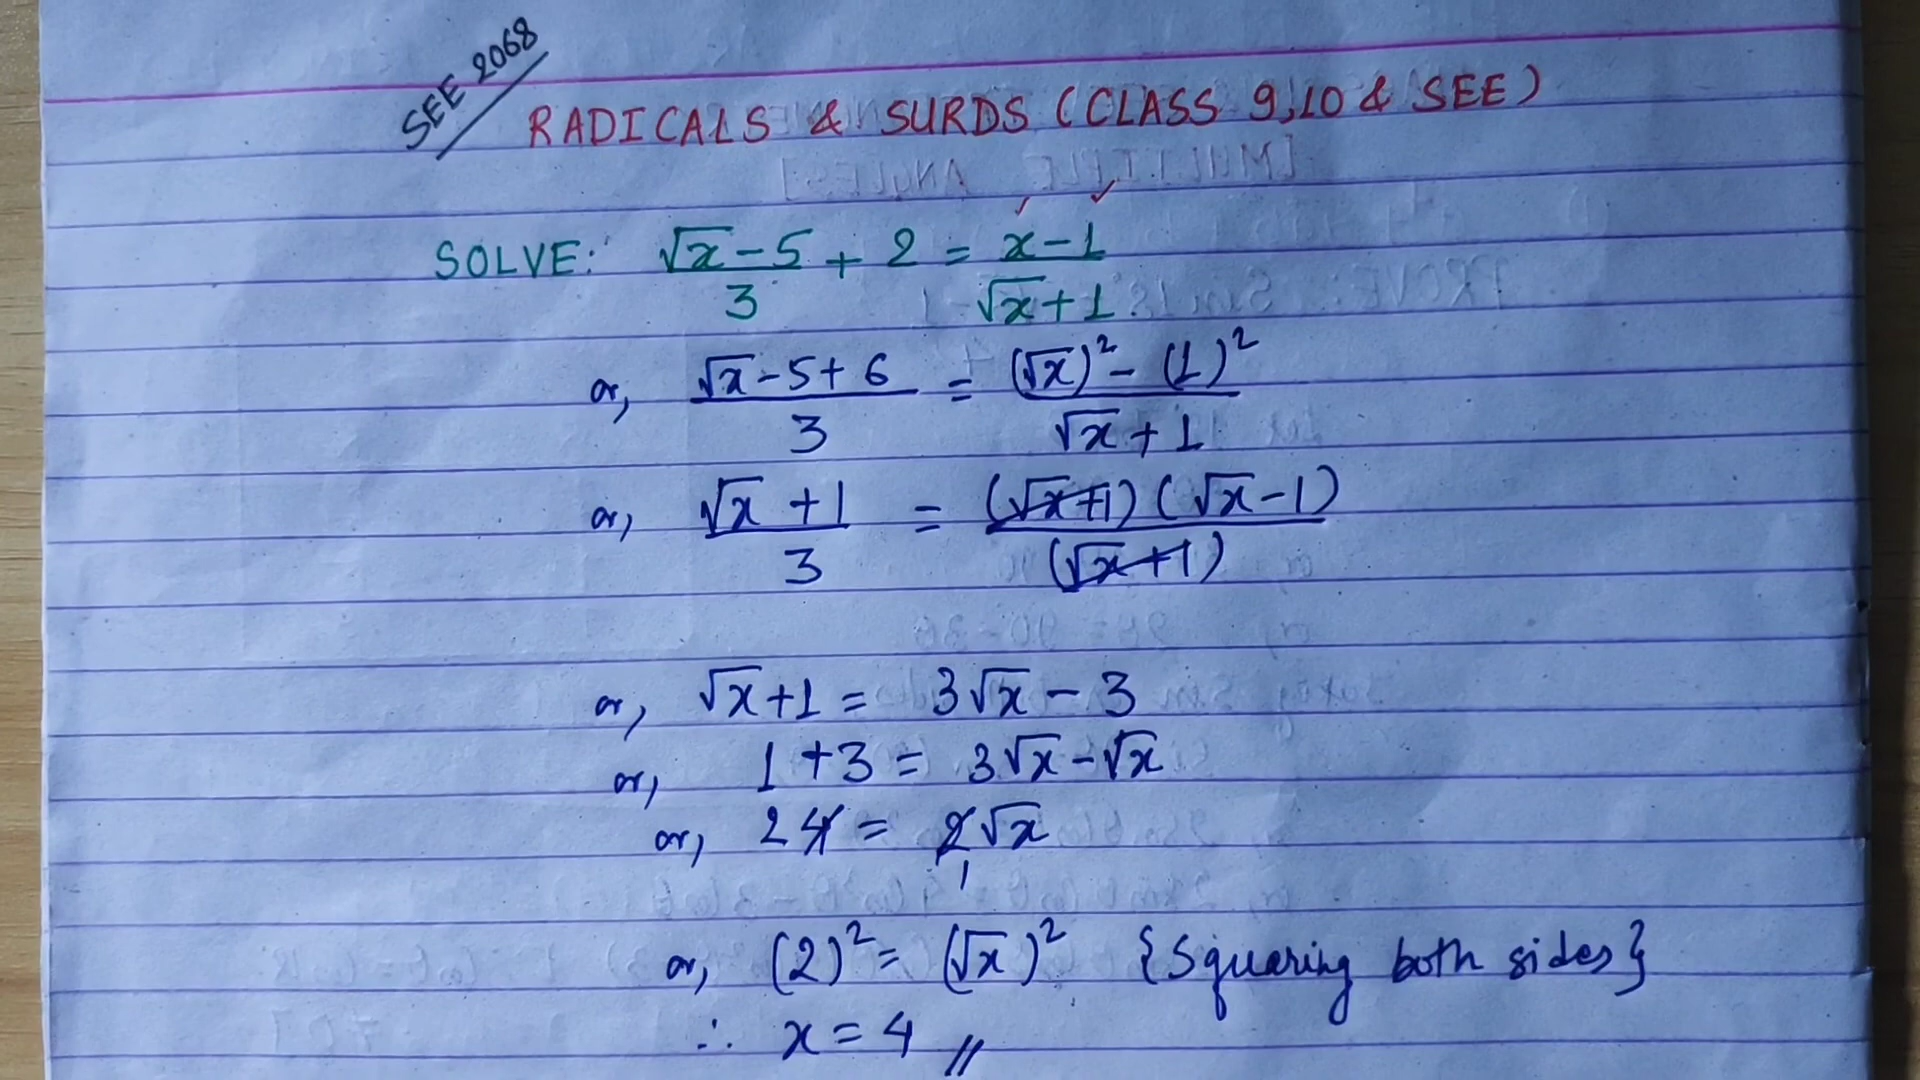 SEE 2068
RADICALS & SURDS (CLASS 9,10 & SEE)
SOLVE: (√x-5)/3 + 2 = (x-1)/(√x+1)
or, (√x-5+6)/3 = ((√x)² - (1)²)/(√x+1)
or, (√x+1)/3 = (√x+1)(√x-1)/(√x+1)
or, √x+1 = 3√x - 3
or, 1+3 = 3√x-√x
or, 2 4 = 2√x
1
or, (2)² = (√x)² {Squaring both sides}
∴ x = 4 //